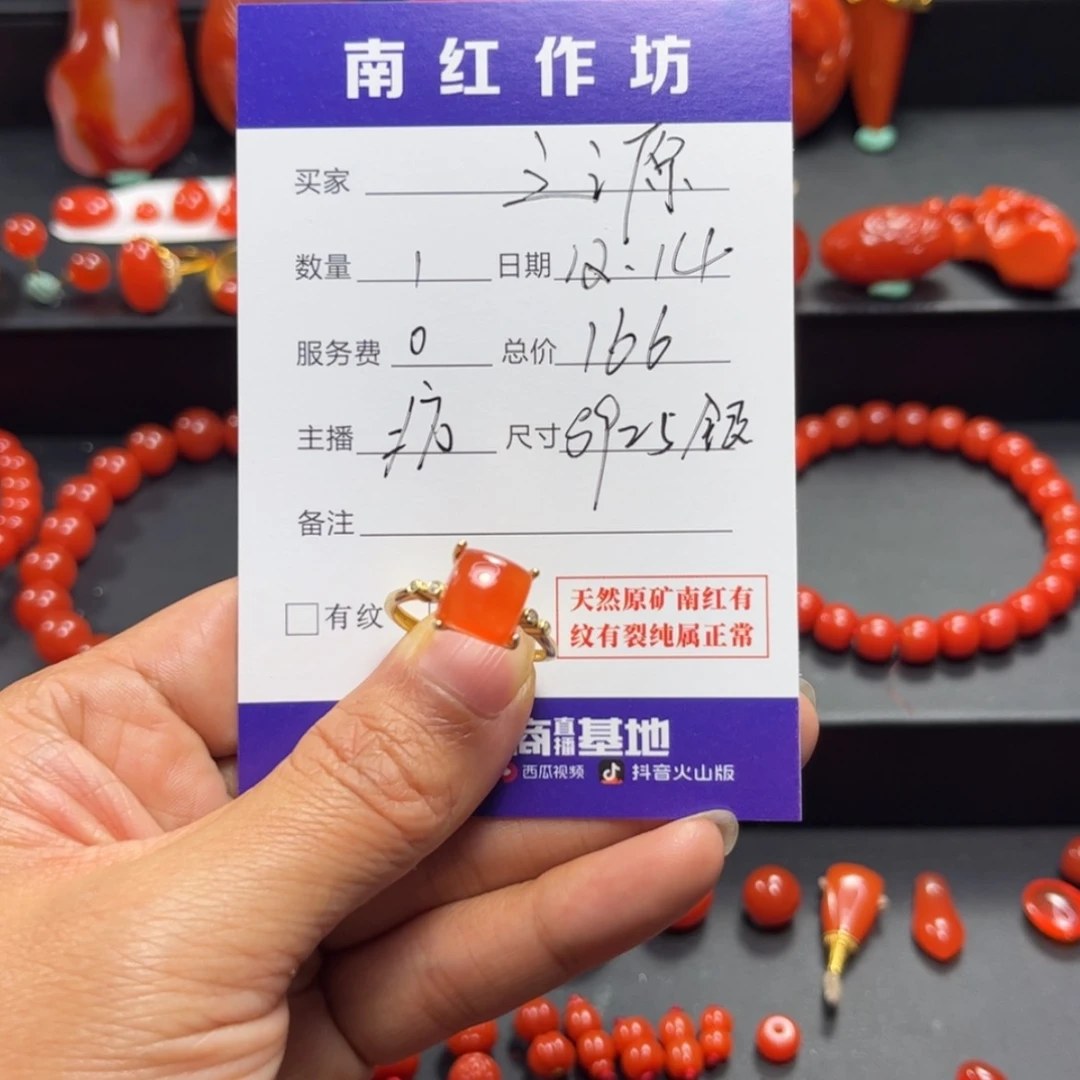 南红作坊
买家 原
数量 1 日期 12.14
服务费 0 总价 166
主播 尺寸 925银
备注
有纹
天然原矿南红有
纹有裂纯属正常
商直播基地
西瓜视频 抖音火山版